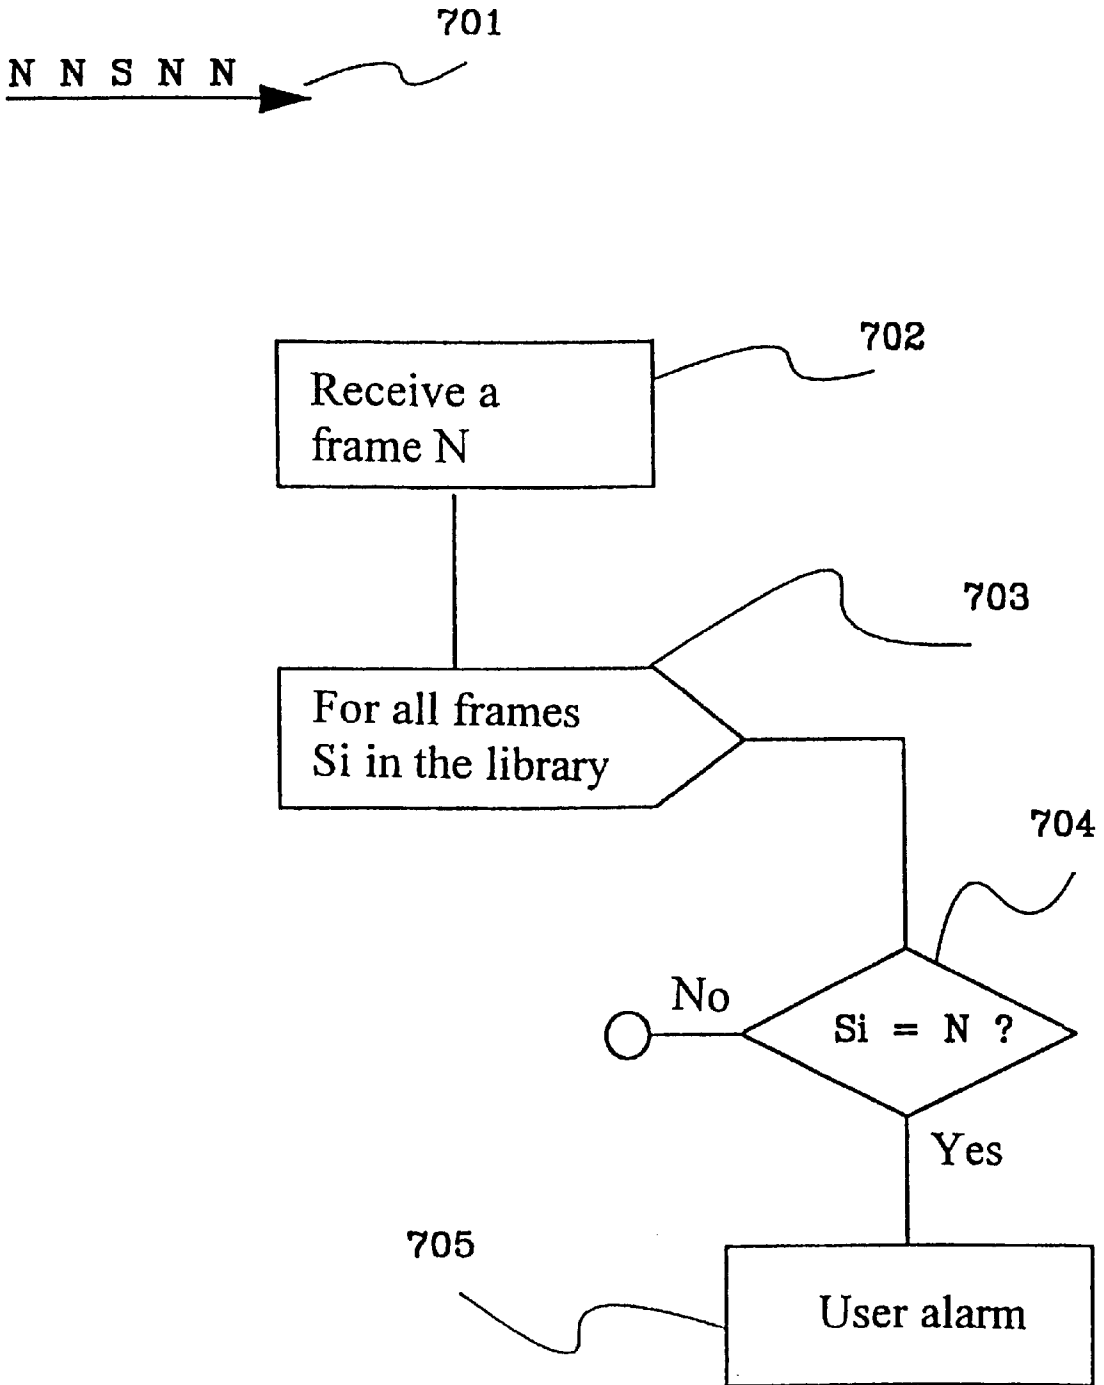 701
N N S N N
702
Receive a
frame N
703
For all frames
Si in the library
704
No
Si = N ?
Yes
705
User alarm